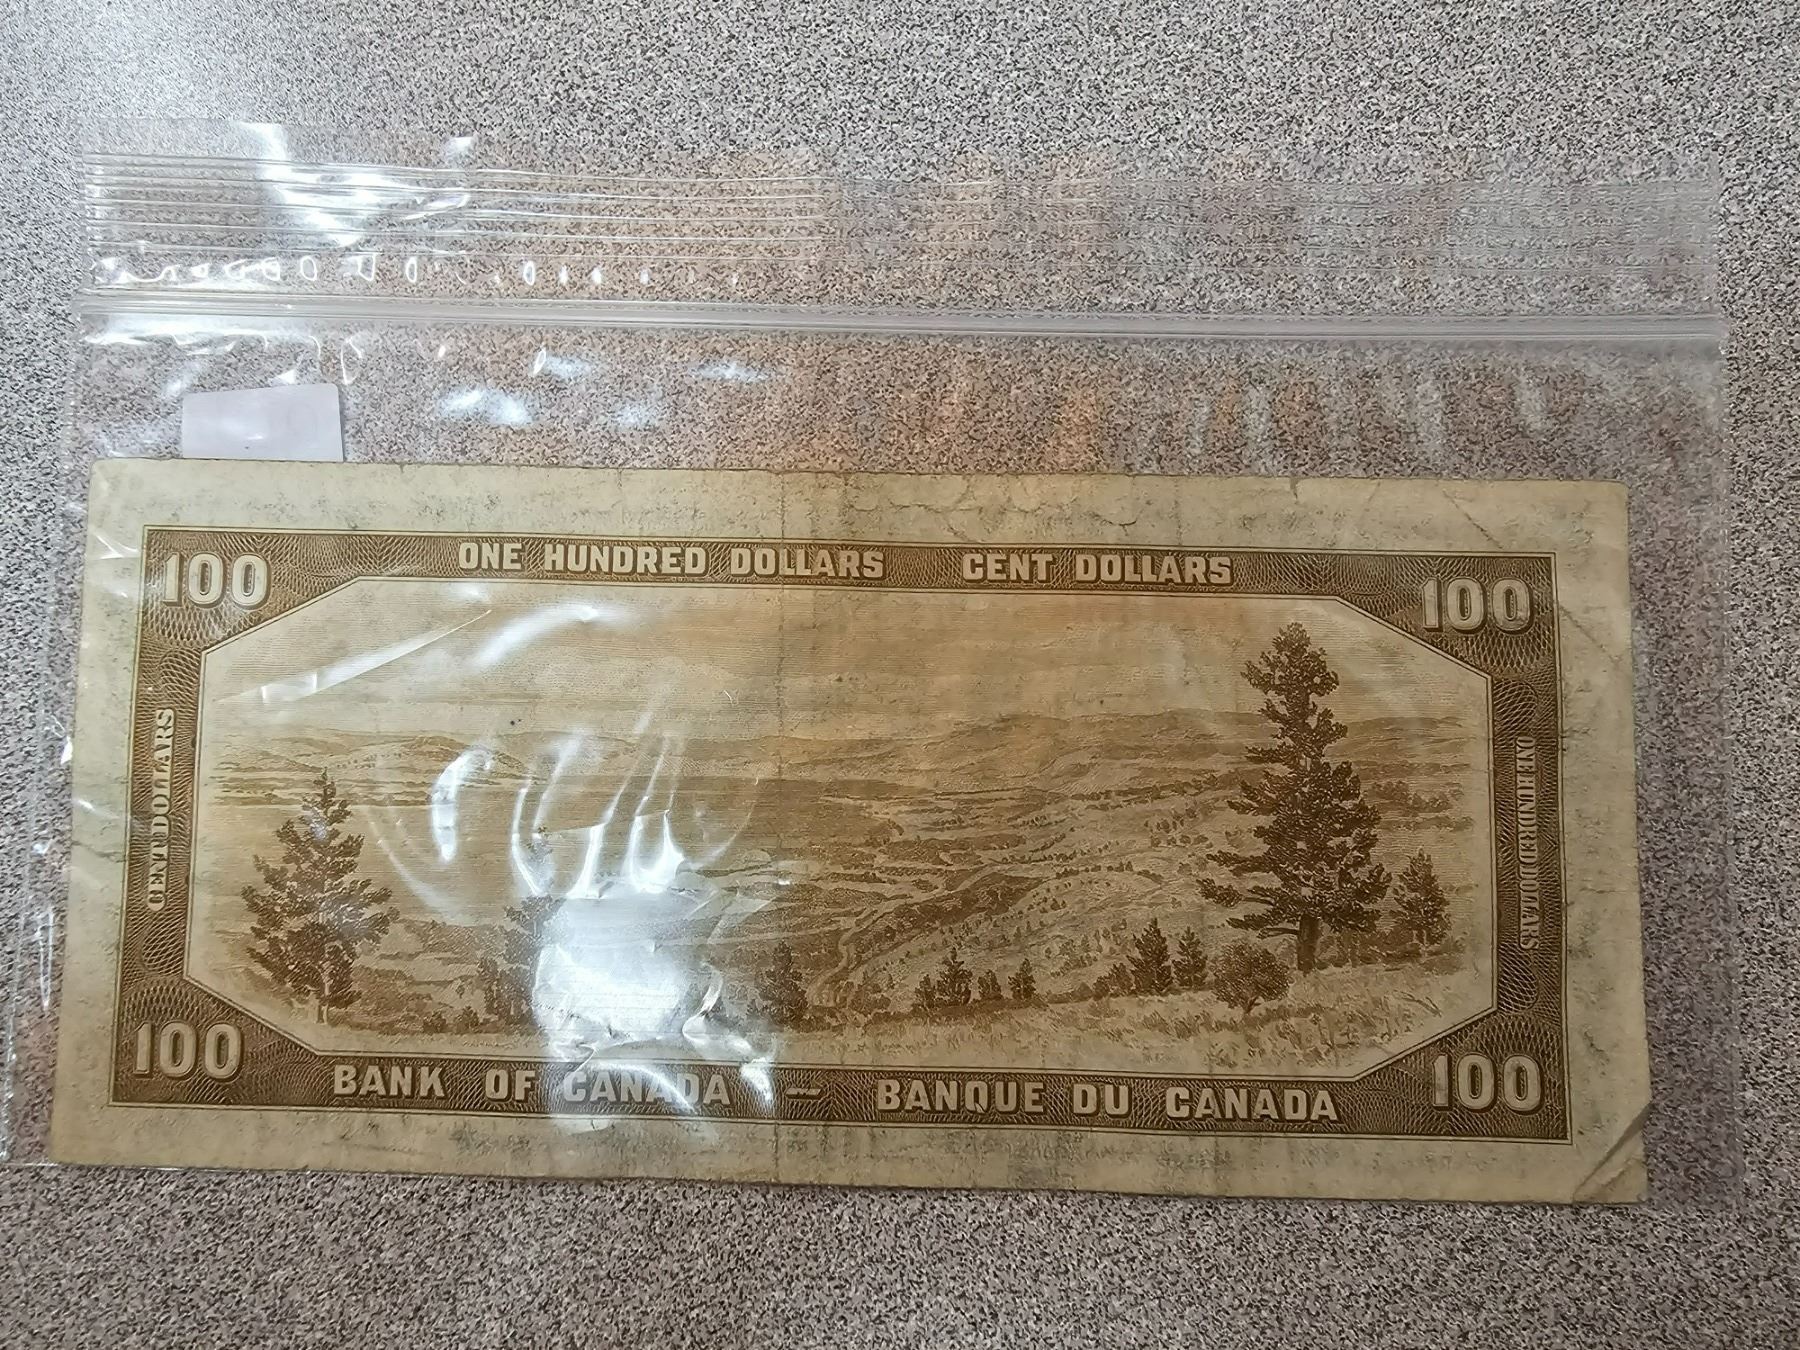 100 ONE HUNDRED DOLLARS CENT DOLLARS 100
CENT DOLLARS
ONE HUNDRED DOLLARS
100 BANK OF CANADA — BANQUE DU CANADA 100